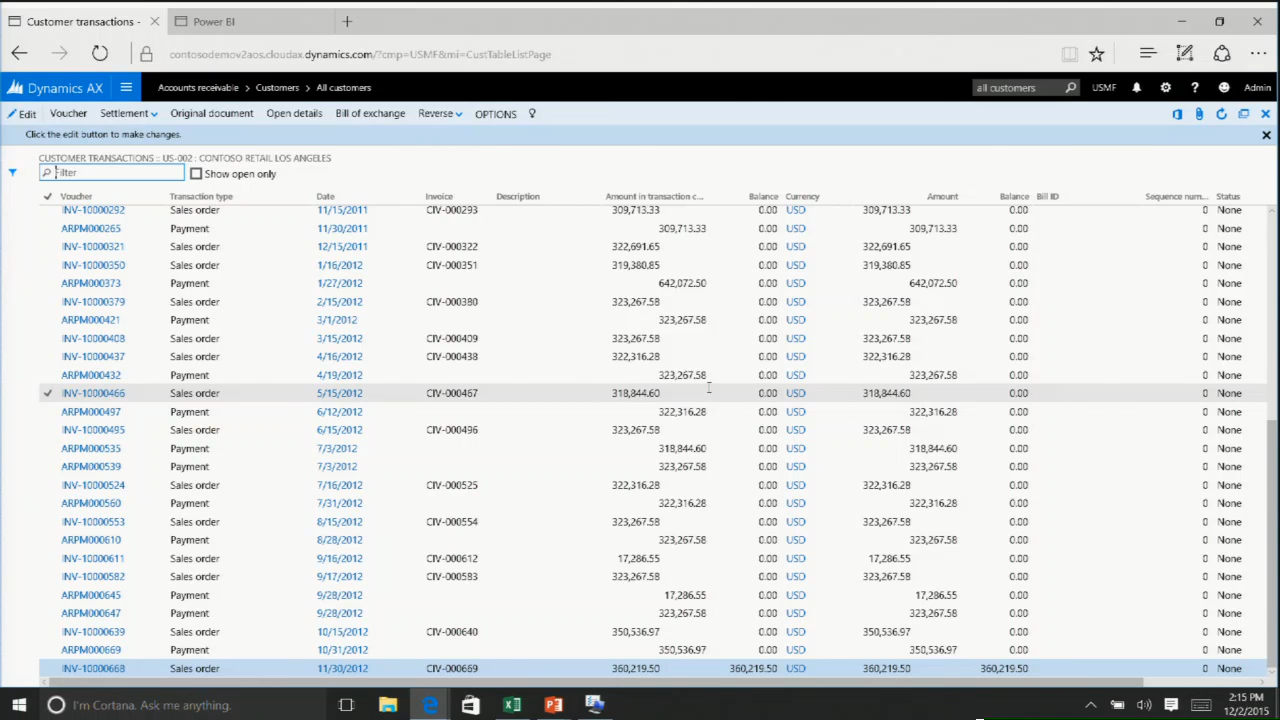 Customer transactions -
Power BI
contosodemov2aos.cloudax.dynamics.com/?cmp=USMF&mi=CustTableListPage
Dynamics AX Accounts receivable > Customers > All customers all customers USMF Admin
Edit Voucher Settlement Original document Open details Bill of exchange Reverse OPTIONS
Click the edit button to make changes.
CUSTOMER TRANSACTIONS :: US-002 : CONTOSO RETAIL LOS ANGELES
Filter Show open only
Voucher Transaction type Date Invoice Description Amount in transaction c... Balance Currency Amount Balance Bill ID Sequence num... Status
INV-10000292 Sales order 11/15/2011 CIV-000293 309,713.33 0.00 USD 309,713.33 0.00 0 None
ARPM000265 Payment 11/30/2011 309,713.33 0.00 USD 309,713.33 0.00 0 None
INV-10000321 Sales order 12/15/2011 CIV-000322 322,691.65 0.00 USD 322,691.65 0.00 0 None
INV-10000350 Sales order 1/16/2012 CIV-000351 319,380.85 0.00 USD 319,380.85 0.00 0 None
ARPM000373 Payment 1/27/2012 642,072.50 0.00 USD 642,072.50 0.00 0 None
INV-10000379 Sales order 2/15/2012 CIV-000380 323,267.58 0.00 USD 323,267.58 0.00 0 None
ARPM000421 Payment 3/1/2012 323,267.58 0.00 USD 323,267.58 0.00 0 None
INV-10000408 Sales order 3/15/2012 CIV-000409 323,267.58 0.00 USD 323,267.58 0.00 0 None
INV-10000437 Sales order 4/16/2012 CIV-000438 322,316.28 0.00 USD 322,316.28 0.00 0 None
ARPM000432 Payment 4/19/2012 323,267.58 0.00 USD 323,267.58 0.00 0 None
INV-10000466 Sales order 5/15/2012 CIV-000467 318,844.60 0.00 USD 318,844.60 0.00 0 None
ARPM000497 Payment 6/12/2012 322,316.28 0.00 USD 322,316.28 0.00 0 None
INV-10000495 Sales order 6/15/2012 CIV-000496 323,267.58 0.00 USD 323,267.58 0.00 0 None
ARPM000535 Payment 7/3/2012 318,844.60 0.00 USD 318,844.60 0.00 0 None
ARPM000539 Payment 7/3/2012 323,267.58 0.00 USD 323,267.58 0.00 0 None
INV-10000524 Sales order 7/16/2012 CIV-000525 322,316.28 0.00 USD 322,316.28 0.00 0 None
ARPM000560 Payment 7/31/2012 322,316.28 0.00 USD 322,316.28 0.00 0 None
INV-10000553 Sales order 8/15/2012 CIV-000554 323,267.58 0.00 USD 323,267.58 0.00 0 None
ARPM000610 Payment 8/28/2012 323,267.58 0.00 USD 323,267.58 0.00 0 None
INV-10000611 Sales order 9/16/2012 CIV-000612 17,286.55 0.00 USD 17,286.55 0.00 0 None
INV-10000582 Sales order 9/17/2012 CIV-000583 323,267.58 0.00 USD 323,267.58 0.00 0 None
ARPM000645 Payment 9/28/2012 17,286.55 0.00 USD 17,286.55 0.00 0 None
ARPM000647 Payment 9/28/2012 323,267.58 0.00 USD 323,267.58 0.00 0 None
INV-10000639 Sales order 10/15/2012 CIV-000640 350,536.97 0.00 USD 350,536.97 0.00 0 None
ARPM000669 Payment 10/31/2012 350,536.97 0.00 USD 350,536.97 0.00 0 None
INV-10000668 Sales order 11/30/2012 CIV-000669 360,219.50 360,219.50 USD 360,219.50 360,219.50 0 None
I'm Cortana. Ask me anything.
2:15 PM
12/2/2015